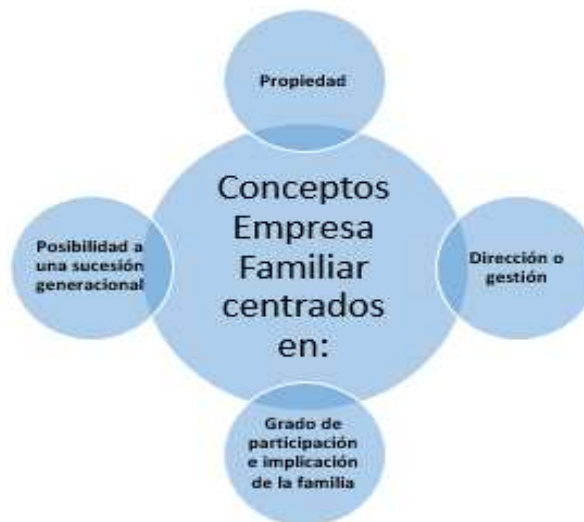 Propiedad
Conceptos
Empresa
Familiar
centrados
en:
Posibilidad a
una sucesión
generacional
Dirección o
gestión
Grado de
participación
e implicación
de la familia